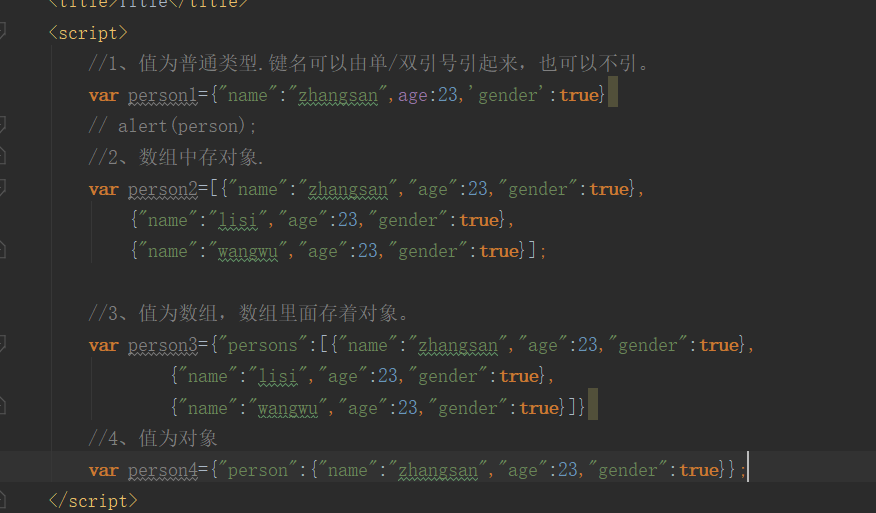 <title>Title</title>
<script>
//1、值为普通类型.键名可以由单/双引号引起来，也可以不引。
var person1={"name":"zhangsan",age:23,'gender':true}
// alert(person);
//2、数组中存对象.
var person2=[{"name":"zhangsan","age":23,"gender":true},
{"name":"lisi","age":23,"gender":true},
{"name":"wangwu","age":23,"gender":true}];
//3、值为数组，数组里面存着对象。
var person3={"persons":[{"name":"zhangsan","age":23,"gender":true},
{"name":"lisi","age":23,"gender":true},
{"name":"wangwu","age":23,"gender":true}]}
//4、值为对象
var person4={"person":{"name":"zhangsan","age":23,"gender":true}};
</script>